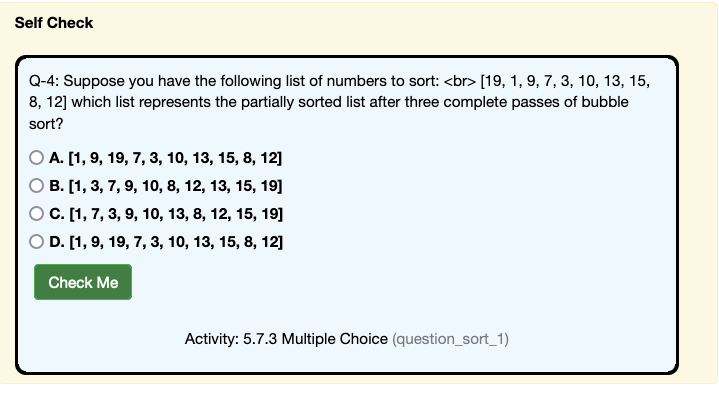 Self Check
Q-4: Suppose you have the following list of numbers to sort: <br> [19, 1, 9, 7, 3, 10, 13, 15,
8, 12] which list represents the partially sorted list after three complete passes of bubble
sort?
A. [1, 9, 19, 7, 3, 10, 13, 15, 8, 12]
B. [1, 3, 7, 9, 10, 8, 12, 13, 15, 19]
C. [1, 7, 3, 9, 10, 13, 8, 12, 15, 19]
D. [1, 9, 19, 7, 3, 10, 13, 15, 8, 12]
Check Me
Activity: 5.7.3 Multiple Choice (question_sort_1)